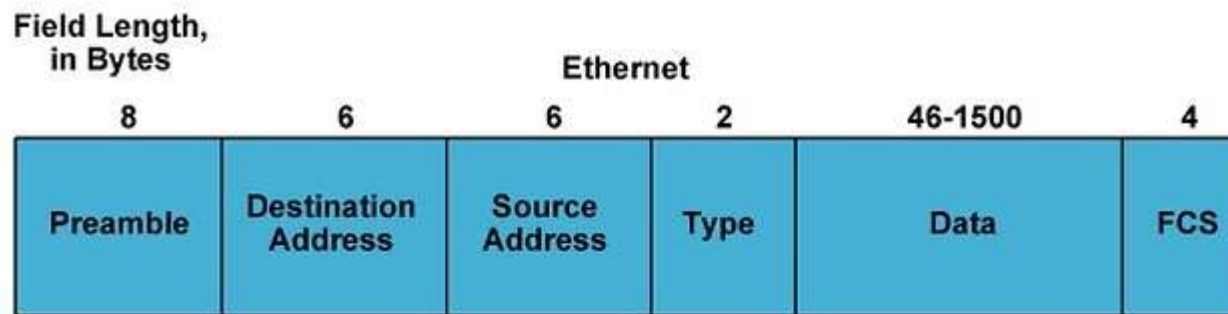 Field Length,
in Bytes
Ethernet
8 6 6 2 46-1500 4
Preamble
Destination
Address
Source
Address
Type
Data
FCS